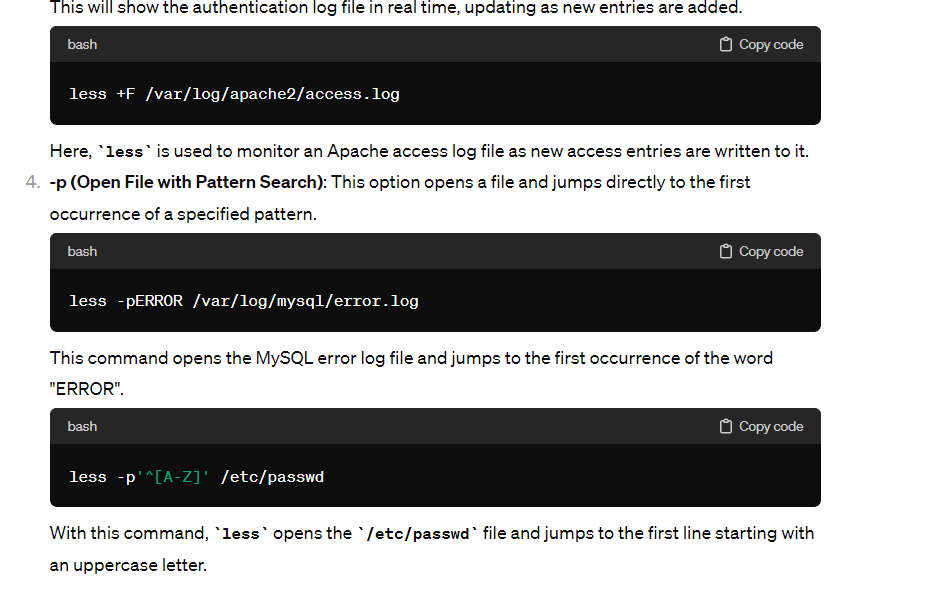 This will show the authentication log file in real time, updating as new entries are added.
bash Copy code
less +F /var/log/apache2/access.log
Here, `less` is used to monitor an Apache access log file as new access entries are written to it.
4. -p (Open File with Pattern Search): This option opens a file and jumps directly to the first
occurrence of a specified pattern.
bash Copy code
less -pERROR /var/log/mysql/error.log
This command opens the MySQL error log file and jumps to the first occurrence of the word
"ERROR".
bash Copy code
less -p'^[A-Z]' /etc/passwd
With this command, `less` opens the `/etc/passwd` file and jumps to the first line starting with
an uppercase letter.